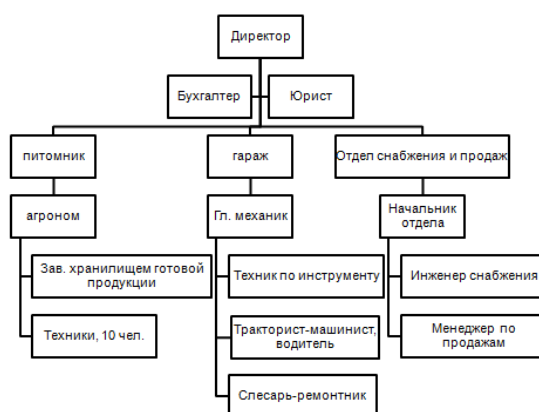 Директор
Бухгалтер
Юрист
питомник
гараж
Отдел снабжения и продаж
агроном
Гл. механик
Начальник
отдела
Зав. хранилищем готовой
продукции
Техник по инструменту
Инженер снабжения
Техники, 10 чел.
Тракторист-машинист,
водитель
Менеджер по
продажам
Слесарь-ремонтник